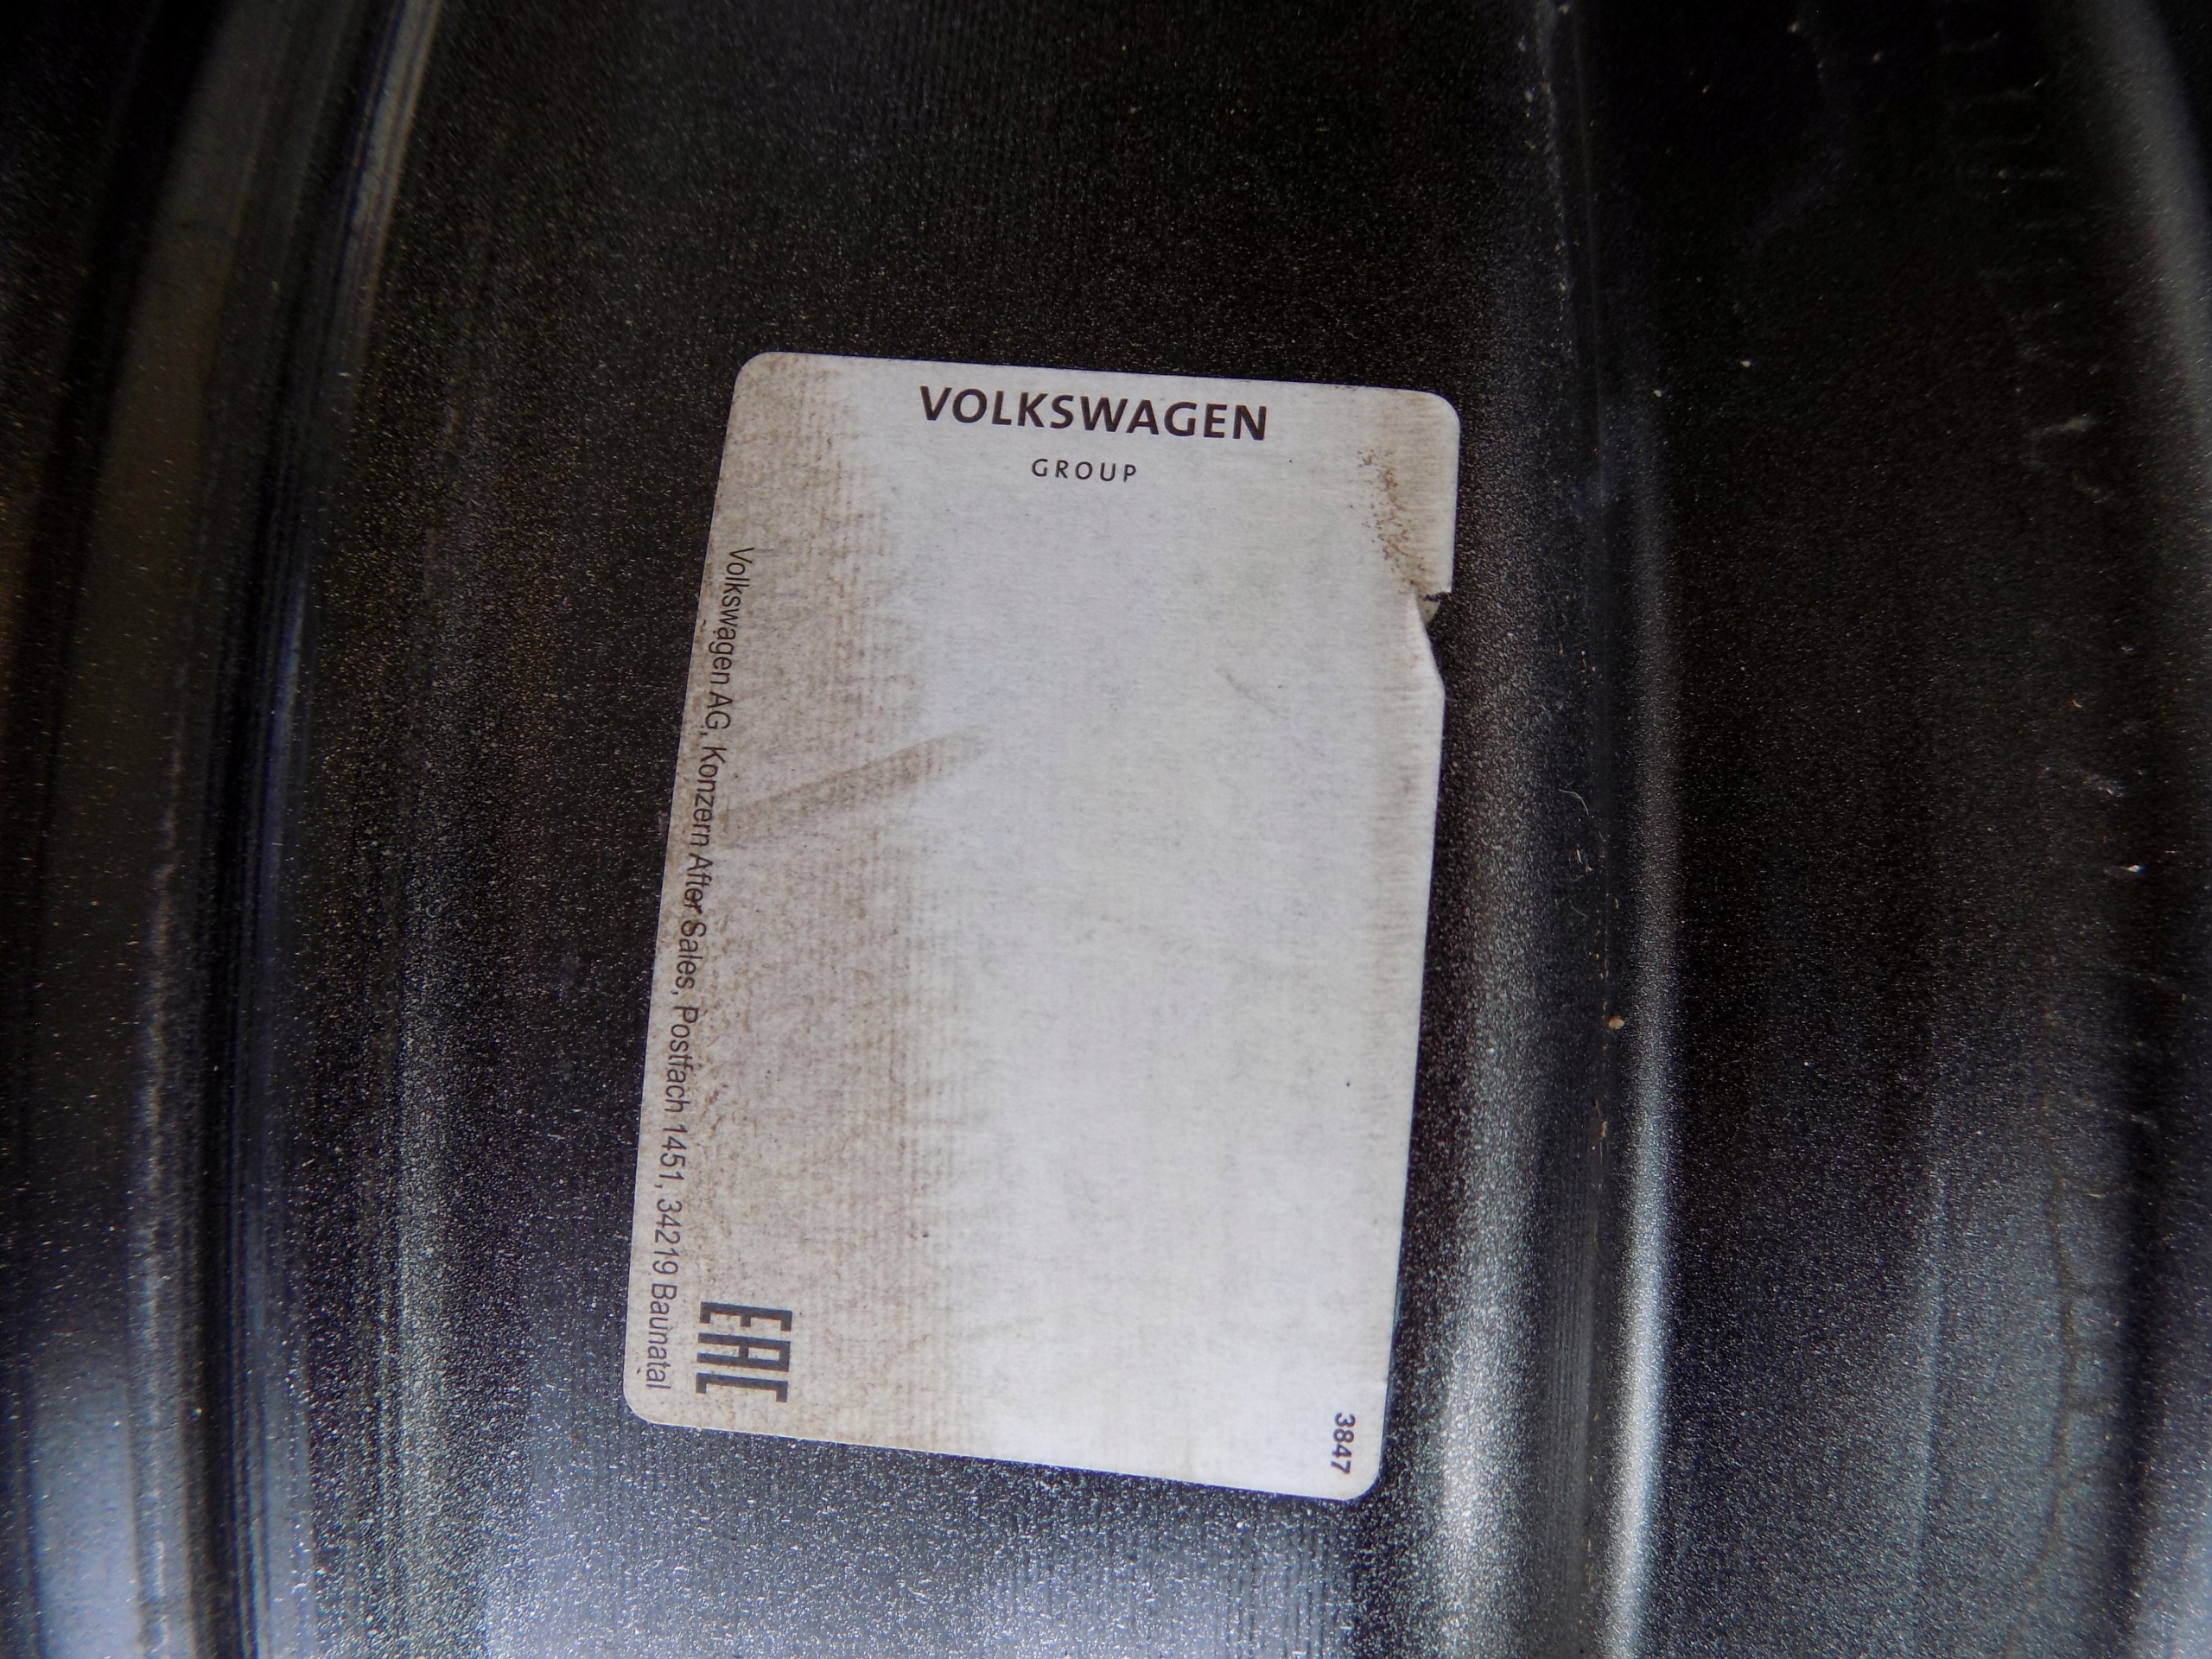 VOLKSWAGEN
GROUP
Volkswagen AG, Konzern After Sales, Postfach 1451, 34219 Baunatal
EAC
3847